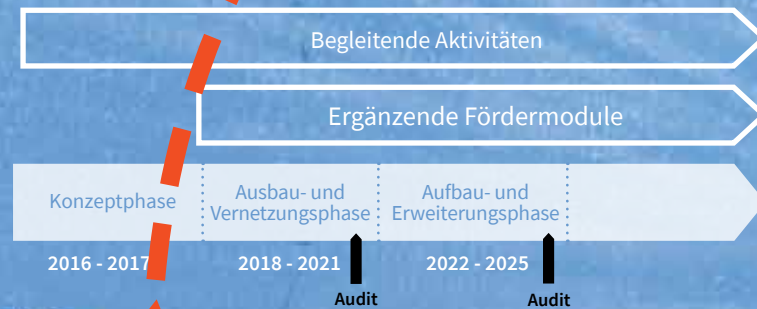 Begleitende Aktivitäten
Ergänzende Fördermodule
Konzeptphase
Ausbau- und
Vernetzungsphase
Aufbau- und
Erweiterungsphase
2016 - 2017
2018 - 2021
2022 - 2025
Audit
Audit